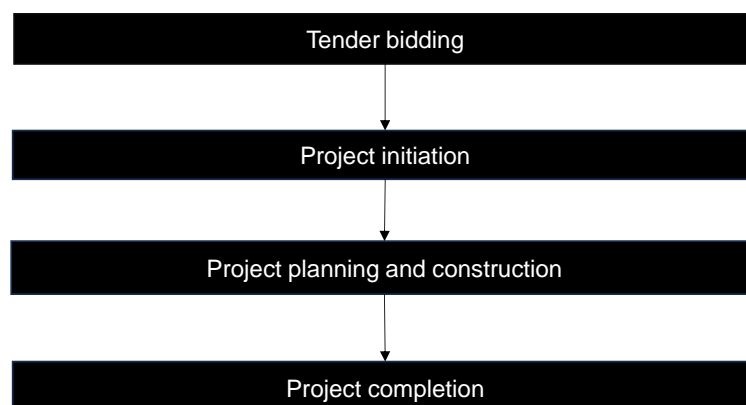 Tender bidding
Project initiation
Project planning and construction
Project completion